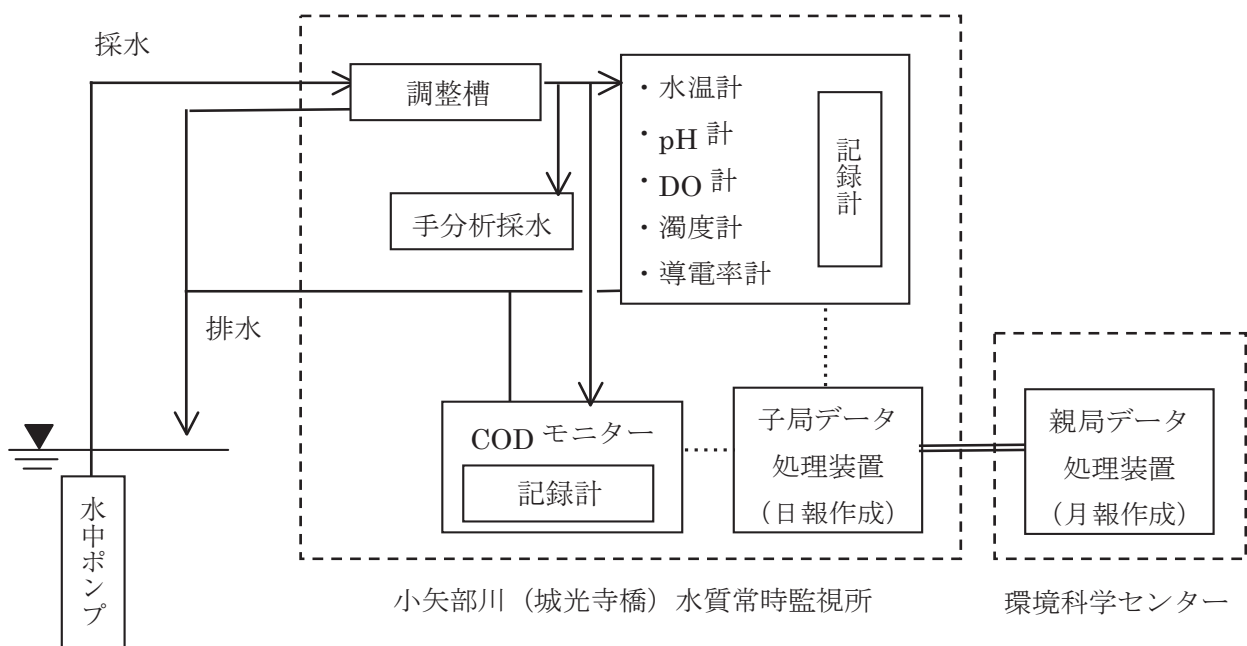 採水
調整槽
・水温計
・pH 計
・DO 計
・濁度計
・導電率計
記録計
手分析採水
排水
COD モニター
記録計
子局データ
処理装置
（日報作成）
親局データ
処理装置
（月報作成）
水中ポンプ
小矢部川（城光寺橋）水質常時監視所
環境科学センター